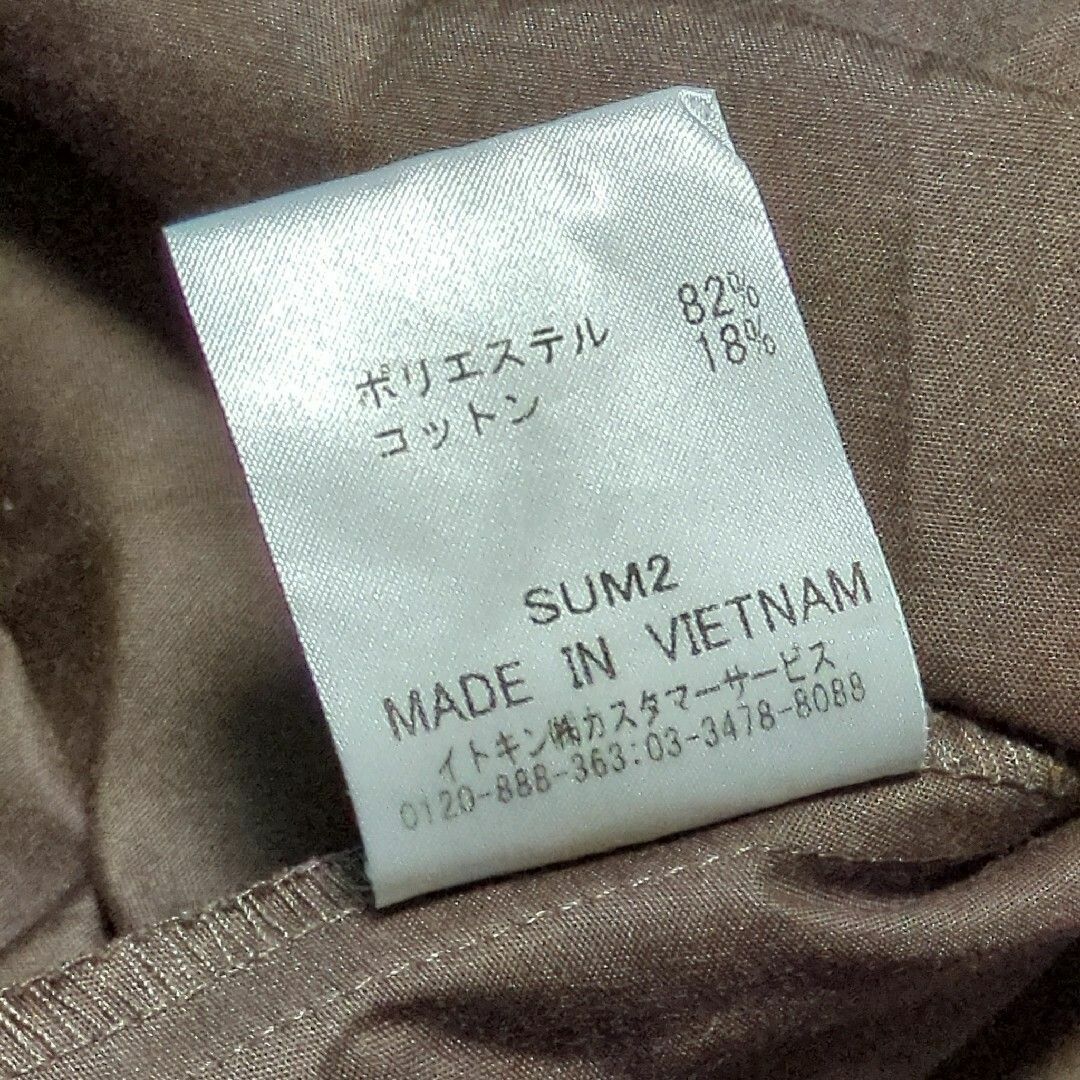 ポリエステル 82%
コットン 18%
SUM2
MADE IN VIETNAM
イトキン㈱カスタマーサービス
0120-888-363:03-3478-8088